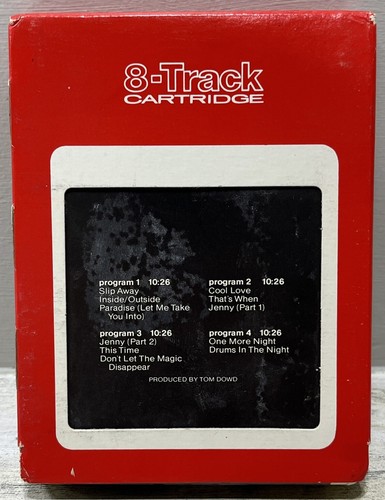 8-Track
CARTRIDGE
program 1 10:26
Slip Away
Inside/Outside
Paradise (Let Me Take
You Into)
program 2 10:26
Cool Love
That's When
Jenny (Part 1)
program 3 10:26
Jenny (Part 2)
This Time
Don't Let The Magic
Disappear
program 4 10:26
One More Night
Drums In The Night
PRODUCED BY TOM DOWD